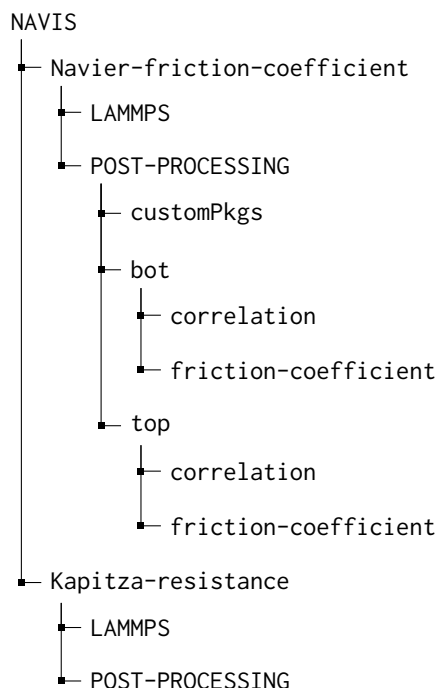 NAVIS
Navier-friction-coefficient
LAMMPS
POST-PROCESSING
customPkgs
bot
correlation
friction-coefficient
top
correlation
friction-coefficient
Kapitza-resistance
LAMMPS
POST-PROCESSING